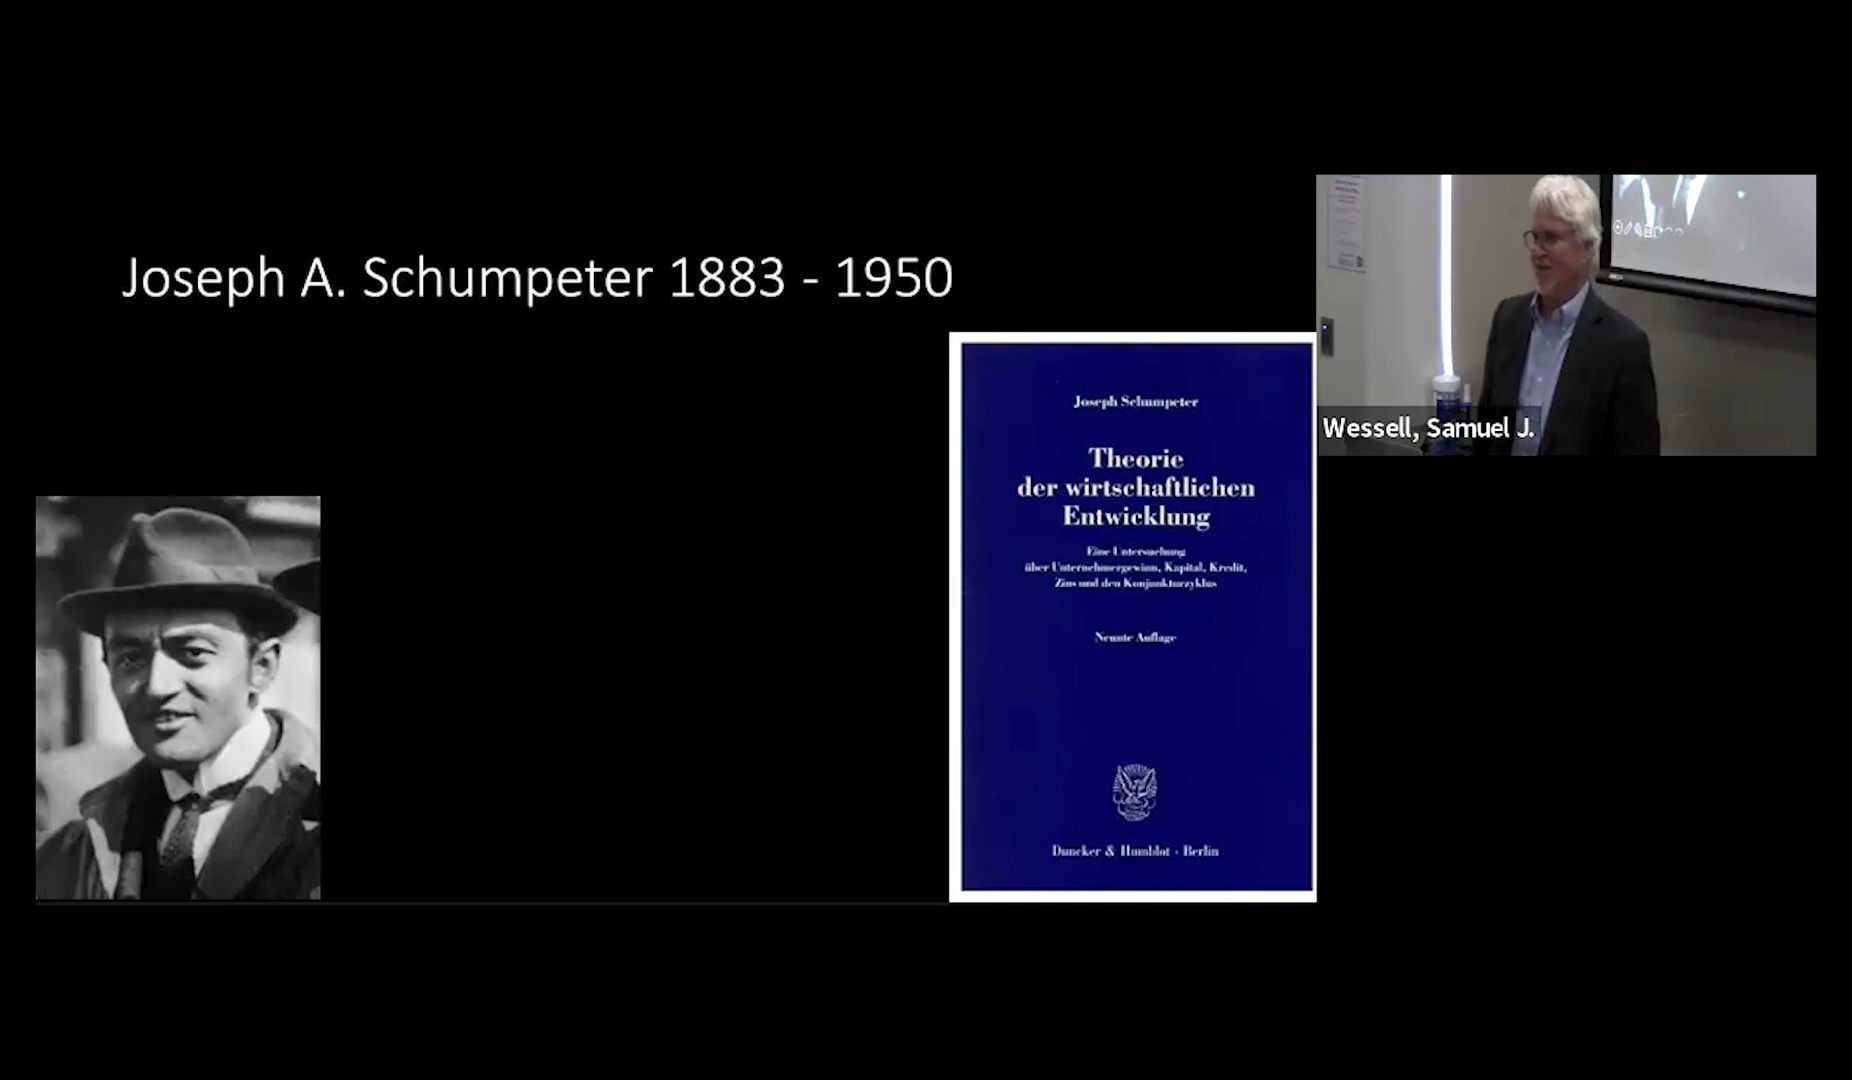 Joseph A. Schumpeter 1883 - 1950
Wessell, Samuel J.
Joseph Schumpeter
Theorie
der wirtschaftlichen
Entwicklung
Eine Untersuchung
über Unternehmergewinn, Kapital, Kredit,
Zins und den Konjunkturzyklus
Neunte Auflage
Duncker & Humblot · Berlin